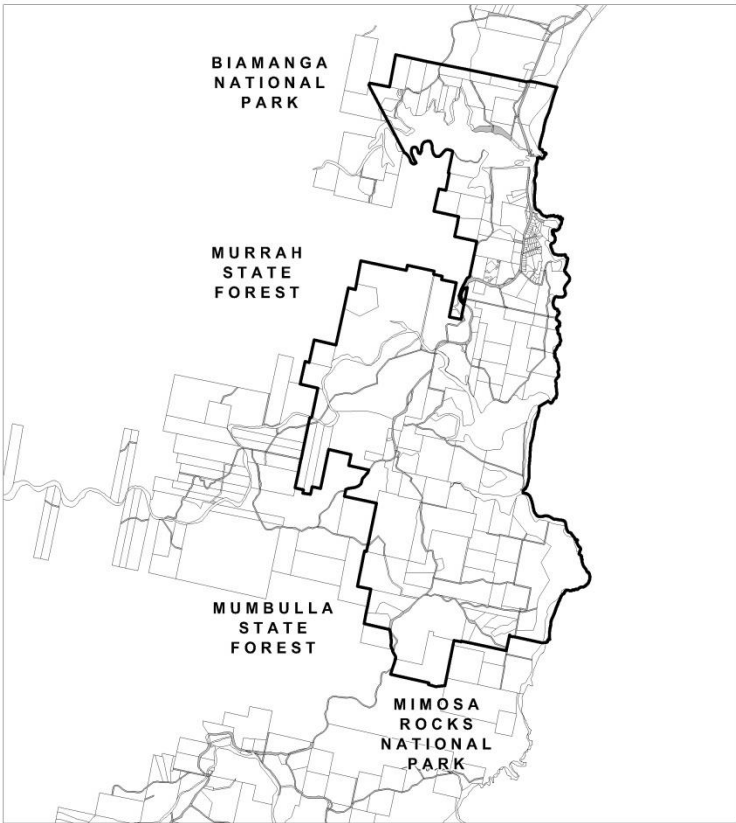 BIAMANGA
NATIONAL
PARK
MURRAH
STATE
FOREST
MUMBULLA
STATE
FOREST
MIMOSA
ROCKS
NATIONAL
PARK